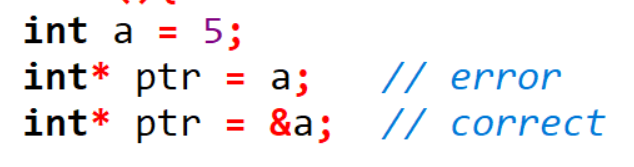 int a = 5;
int* ptr = a; // error
int* ptr = &a; // correct